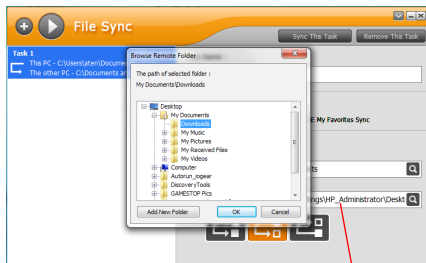 File Sync
Sync This Task
Remove This Task
Task 1
This PC - C:\Users\aten\Docume
The other PC - C:\Documents an
Browse Remote Folder
The path of selected folder :
My Documents\Downloads
Desktop
My Documents
Downloads
My Music
My Pictures
My Received Files
My Videos
Computer
Autorun_iogear
DiscoveryTools
GAMESTOP Pics
Add New Folder
OK
Cancel
E My Favorites Sync
ts
ngs\HP_Administrator\Deskt